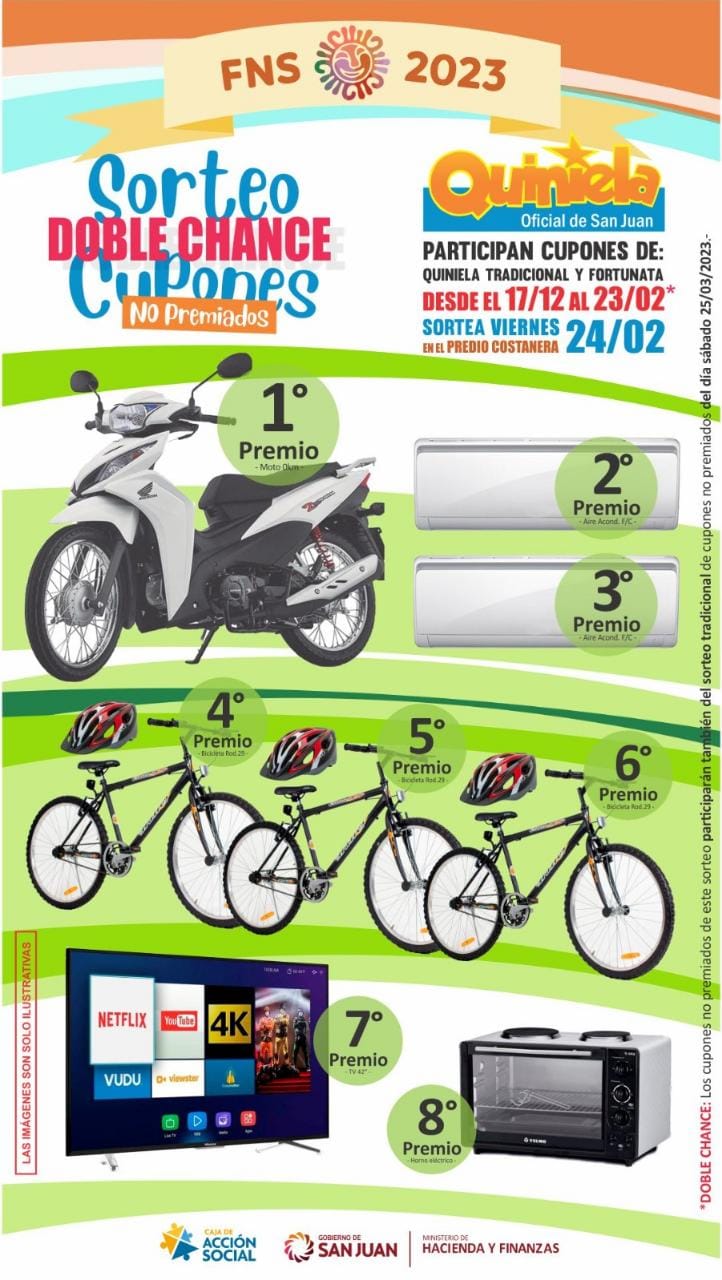 FNS 2023
Sorteo
DOBLE CHANCE
Cupones
No Premiados
Quiniela
Oficial de San Juan
PARTICIPAN CUPONES DE:
QUINIELA TRADICIONAL Y FORTUNATA
DESDE EL 17/12 AL 23/02*
SORTEA VIERNES 24/02
EN EL PREDIO COSTANERA
1°
Premio
- Moto 0km -
HONDA
2°
Premio
- Aire Acond. F/C -
3°
Premio
- Aire Acond. F/C -
4°
Premio
- Bicicleta Rod.29 -
5°
Premio
- Bicicleta Rod.29 -
6°
Premio
- Bicicleta Rod.29 -
LAS IMÁGENES SON SOLO ILUSTRATIVAS
NETFLIX
YouTube
4K
VUDU
viewster
Live TV
7°
Premio
- TV 42" -
8°
Premio
- Horno eléctrico -
*DOBLE CHANCE: Los cupones no premiados de este sorteo participarán también del sorteo tradicional de cupones no premiados del día sábado 25/03/2023.-
CAJA DE
ACCIÓN
SOCIAL
GOBIERNO DE
SAN JUAN
MINISTERIO DE
HACIENDA Y FINANZAS